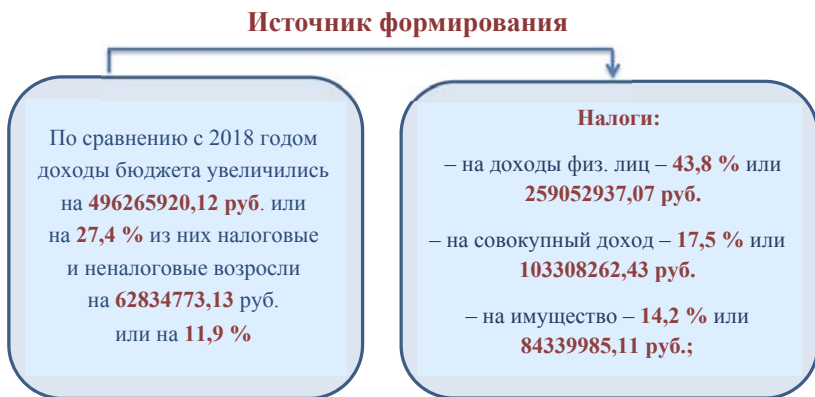 Источник формирования
По сравнению с 2018 годом
доходы бюджета увеличились
на 496265920,12 руб. или
на 27,4 % из них налоговые
и неналоговые возросли
на 62834773,13 руб.
или на 11,9 %
Налоги:
– на доходы физ. лиц – 43,8 % или
259052937,07 руб.
– на совокупный доход – 17,5 % или
103308262,43 руб.
– на имущество – 14,2 % или
84339985,11 руб.;